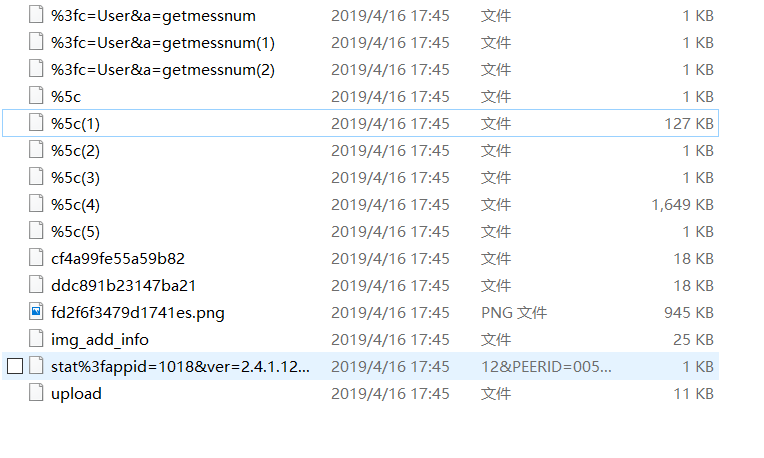 %3fc=User&a=getmessnum 2019/4/16 17:45 文件 1 KB
%3fc=User&a=getmessnum(1) 2019/4/16 17:45 文件 1 KB
%3fc=User&a=getmessnum(2) 2019/4/16 17:45 文件 1 KB
%5c 2019/4/16 17:45 文件 1 KB
%5c(1) 2019/4/16 17:45 文件 127 KB
%5c(2) 2019/4/16 17:45 文件 1 KB
%5c(3) 2019/4/16 17:45 文件 1 KB
%5c(4) 2019/4/16 17:45 文件 1,649 KB
%5c(5) 2019/4/16 17:45 文件 1 KB
cf4a99fe55a59b82 2019/4/16 17:45 文件 18 KB
ddc891b23147ba21 2019/4/16 17:45 文件 18 KB
fd2f6f3479d1741es.png 2019/4/16 17:45 PNG 文件 945 KB
img_add_info 2019/4/16 17:45 文件 25 KB
stat%3fappid=1018&ver=2.4.1.12... 2019/4/16 17:45 12&PEERID=005... 1 KB
upload 2019/4/16 17:45 文件 11 KB